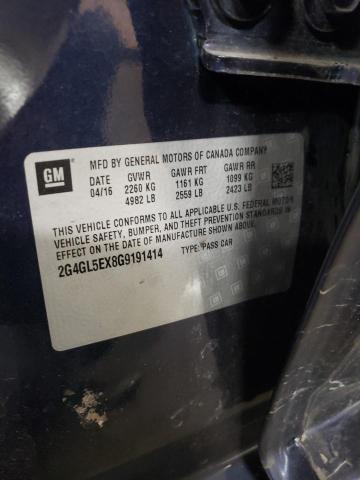 GM
MFD BY GENERAL MOTORS OF CANADA COMPANY
DATE GVWR GAWR FRT GAWR RR
04/16 2260 KG 1161 KG 1099 KG
4982 LB 2559 LB 2423 LB
THIS VEHICLE CONFORMS TO ALL APPLICABLE U.S. FEDERAL MOTOR
VEHICLE SAFETY, BUMPER, AND THEFT PREVENTION STANDARDS IN
EFFECT ON THE DATE OF MANUFACTURE SHOWN ABOVE.
2G4GL5EX8G9191414 TYPE: PASS CAR